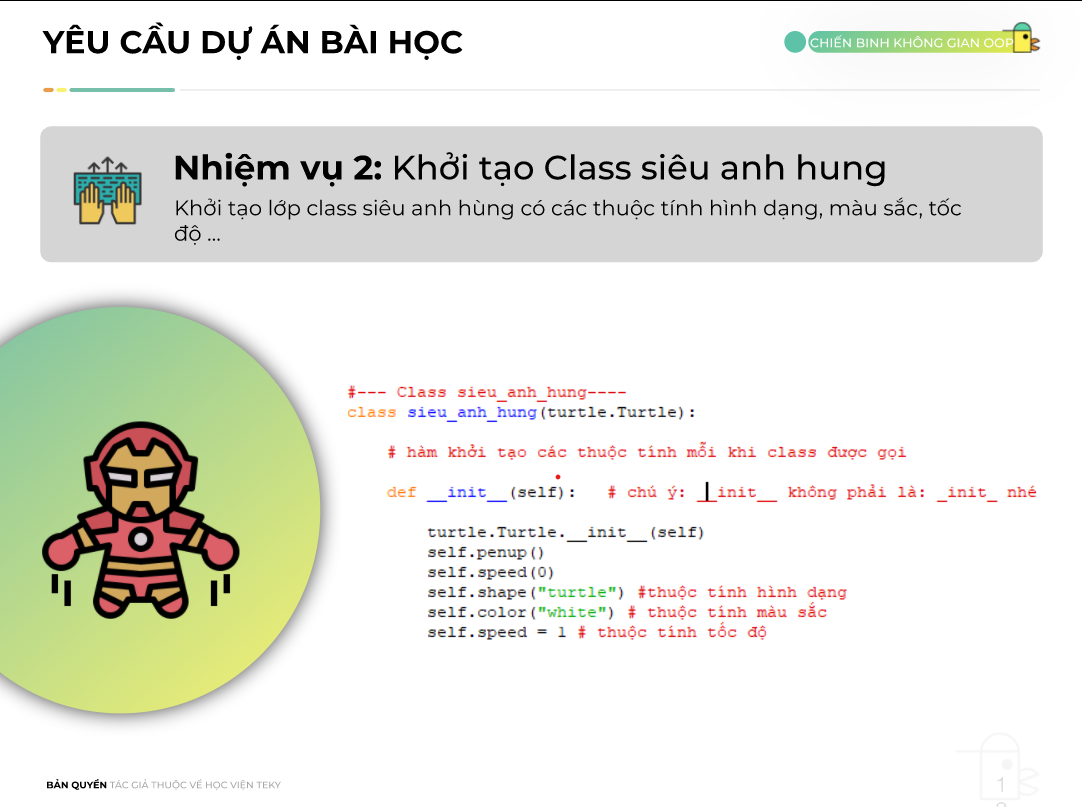 YÊU CẦU DỰ ÁN BÀI HỌC
CHIẾN BINH KHÔNG GIAN OOP
Nhiệm vụ 2: Khởi tạo Class siêu anh hung
Khởi tạo lớp class siêu anh hùng có các thuộc tính hình dạng, màu sắc, tốc
độ ...
#--- Class sieu_anh_hung----
class sieu_anh_hung(turtle.Turtle):
# hàm khởi tạo các thuộc tính mỗi khi class được gọi
def __init__(self): # chú ý: __init__ không phải là: _init_ nhé
turtle.Turtle.__init__(self)
self.penup()
self.speed(0)
self.shape("turtle") #thuộc tính hình dạng
self.color("white") # thuộc tính màu sắc
self.speed = 1 # thuộc tính tốc độ
BẢN QUYỀN TÁC GIẢ THUỘC VỀ HỌC VIỆN TEKY
1